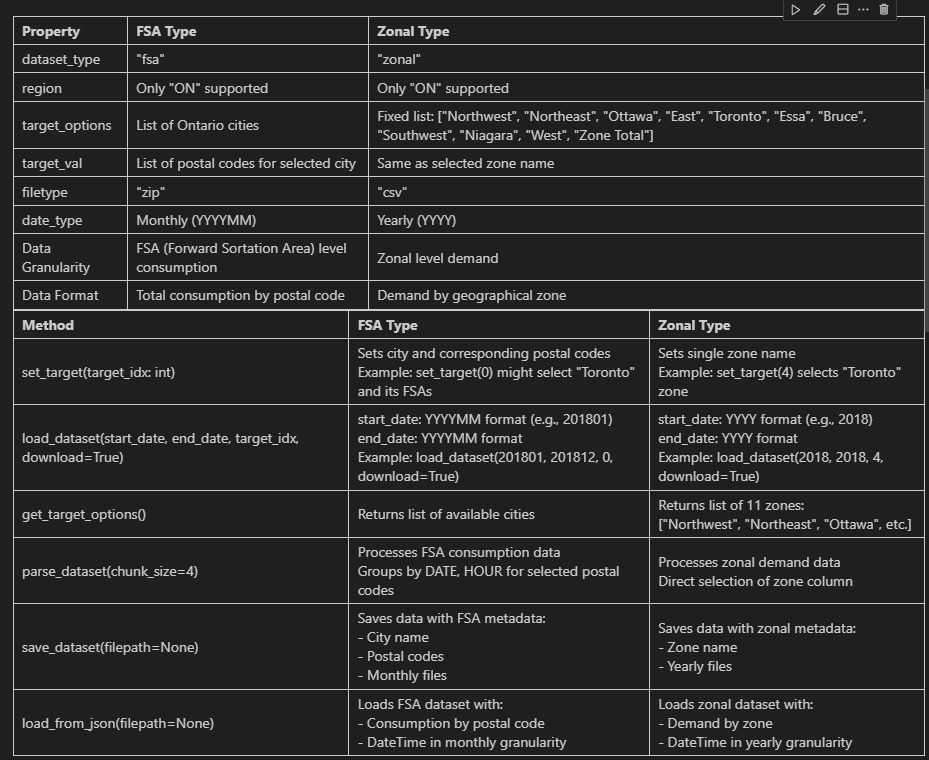 Property FSA Type Zonal Type
dataset_type "fsa" "zonal"
region Only "ON" supported Only "ON" supported
target_options List of Ontario cities Fixed list: ["Northwest", "Northeast", "Ottawa", "East", "Toronto", "Essa", "Bruce",
"Southwest", "Niagara", "West", "Zone Total"]
target_val List of postal codes for selected city Same as selected zone name
filetype "zip" "csv"
date_type Monthly (YYYYMM) Yearly (YYYY)
Data
Granularity
FSA (Forward Sortation Area) level
consumption
Zonal level demand
Data Format Total consumption by postal code Demand by geographical zone
Method FSA Type Zonal Type
set_target(target_idx: int)
Sets city and corresponding postal codes
Example: set_target(0) might select "Toronto"
and its FSAs
Sets single zone name
Example: set_target(4) selects "Toronto"
zone
load_dataset(start_date, end_date, target_idx,
download=True)
start_date: YYYYMM format (e.g., 201801)
end_date: YYYYMM format
Example: load_dataset(201801, 201812, 0,
download=True)
start_date: YYYY format (e.g., 2018)
end_date: YYYY format
Example: load_dataset(2018, 2018, 4,
download=True)
get_target_options()
Returns list of available cities
Returns list of 11 zones:
["Northwest", "Northeast", "Ottawa", etc.]
parse_dataset(chunk_size=4)
Processes FSA consumption data
Groups by DATE, HOUR for selected postal
codes
Processes zonal demand data
Direct selection of zone column
save_dataset(filepath=None)
Saves data with FSA metadata:
- City name
- Postal codes
- Monthly files
Saves data with zonal metadata:
- Zone name
- Yearly files
load_from_json(filepath=None)
Loads FSA dataset with:
- Consumption by postal code
- DateTime in monthly granularity
Loads zonal dataset with:
- Demand by zone
- DateTime in yearly granularity